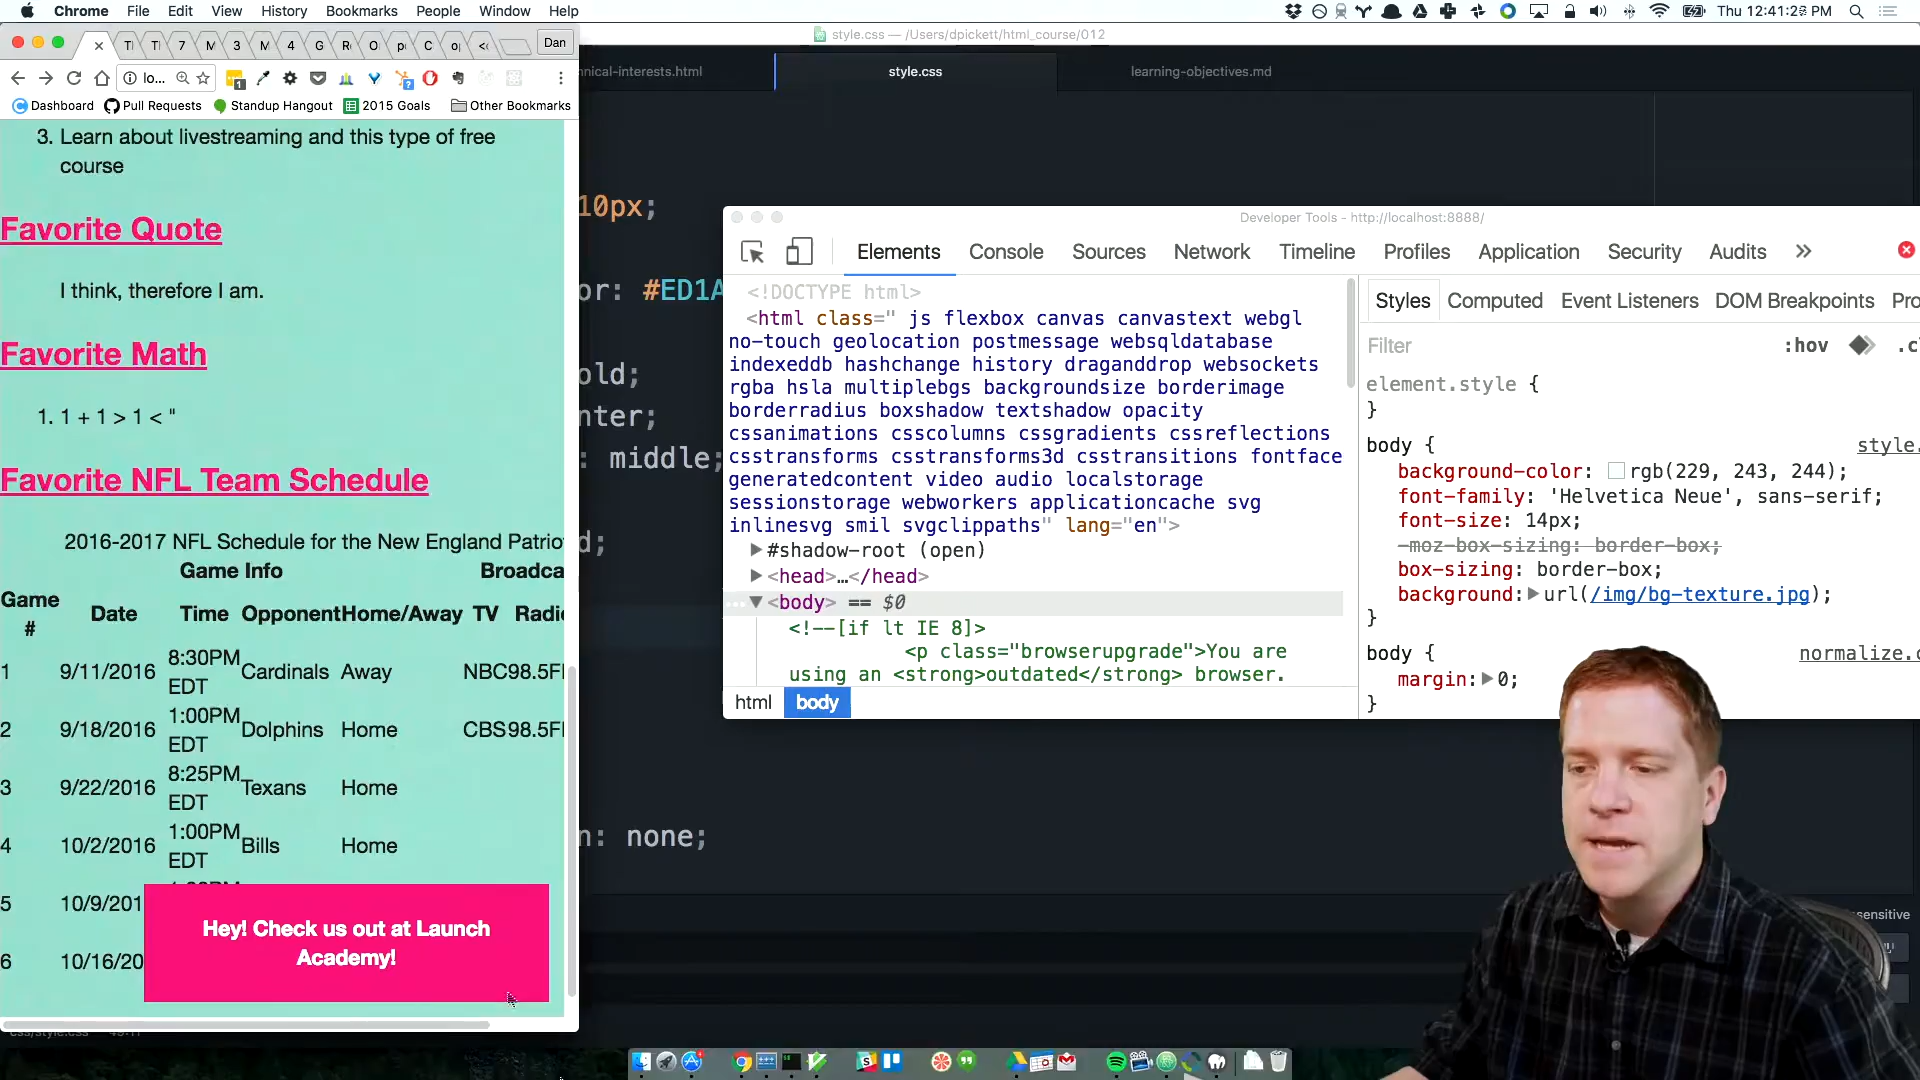 Chrome File Edit View History Bookmarks People Window Help Thu 12:41:28 PM
style.css — /Users/dpickett/html_course/012
Dan
nnical-interests.html style.css learning-objectives.md
lo...
Dashboard Pull Requests Standup Hangout 2015 Goals Other Bookmarks
3. Learn about livestreaming and this type of free
course
Favorite Quote
I think, therefore I am.
Favorite Math
1. 1 + 1 > 1 < "
Favorite NFL Team Schedule
2016-2017 NFL Schedule for the New England Patrio
Game Info Broadca
Game
# Date Time Opponent Home/Away TV Radi
1 9/11/2016 8:30PM EDT Cardinals Away NBC 98.5F
2 9/18/2016 1:00PM EDT Dolphins Home CBS 98.5F
3 9/22/2016 8:25PM EDT Texans Home
4 10/2/2016 1:00PM EDT Bills Home
5 10/9/201
6 10/16/20
Hey! Check us out at Launch
Academy!
10px;
or: #ED1A
old;
nter;
: middle;
d;
n: none;
Developer Tools - http://localhost:8888/
Elements Console Sources Network Timeline Profiles Application Security Audits »
<!DOCTYPE html>
<html class=" js flexbox canvas canvastext webgl
no-touch geolocation postmessage websqldatabase
indexeddb hashchange history draganddrop websockets
rgba hsla multiplebgs backgroundsize borderimage
borderradius boxshadow textshadow opacity
cssanimations csscolumns cssgradients cssreflections
csstransforms csstransforms3d csstransitions fontface
generatedcontent video audio localstorage
sessionstorage webworkers applicationcache svg
inlinesvg smil svgclippaths" lang="en">
#shadow-root (open)
<head>…</head>
<body> == $0
<!--[if lt IE 8]>
<p class="browserupgrade">You are
using an <strong>outdated</strong> browser.
html body
Styles Computed Event Listeners DOM Breakpoints Pro
Filter :hov .c
element.style {
}
body { style.
background-color: rgb(229, 243, 244);
font-family: 'Helvetica Neue', sans-serif;
font-size: 14px;
-moz-box-sizing: border-box;
box-sizing: border-box;
background: url(/img/bg-texture.jpg);
}
body { normalize.c
margin: 0;
}
sensitive